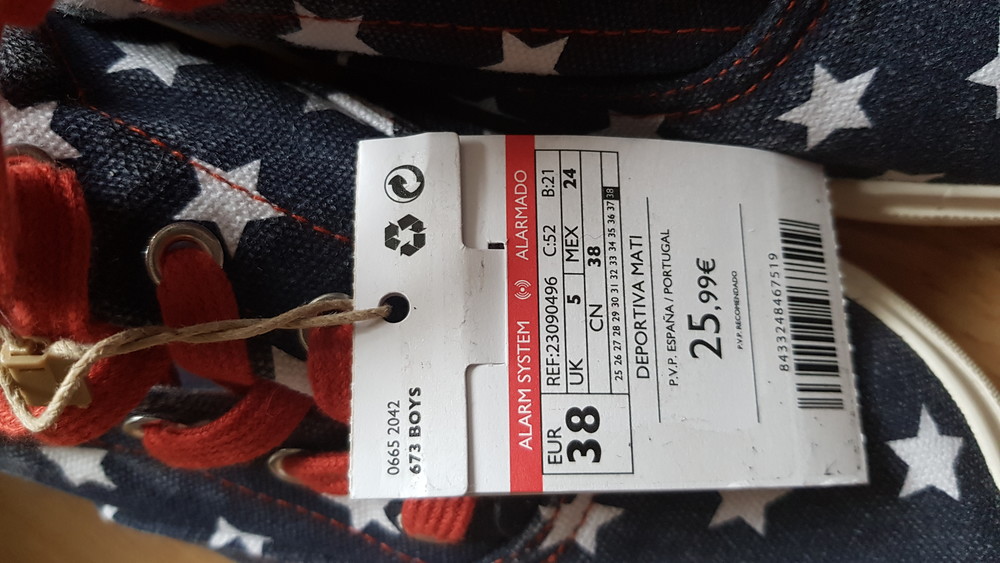 0665 2042
673 BOYS
ALARM SYSTEM ALARMADO
EUR
38
REF:23090496 C:52 B:21
UK 5 MEX 24
CN 38
25 26 27 28 29 30 31 32 33 34 35 36 37 38
DEPORTIVA MATI
P.V.P. ESPAÑA / PORTUGAL
25,99€
P.V.P. RECOMENDADO
8433248467519